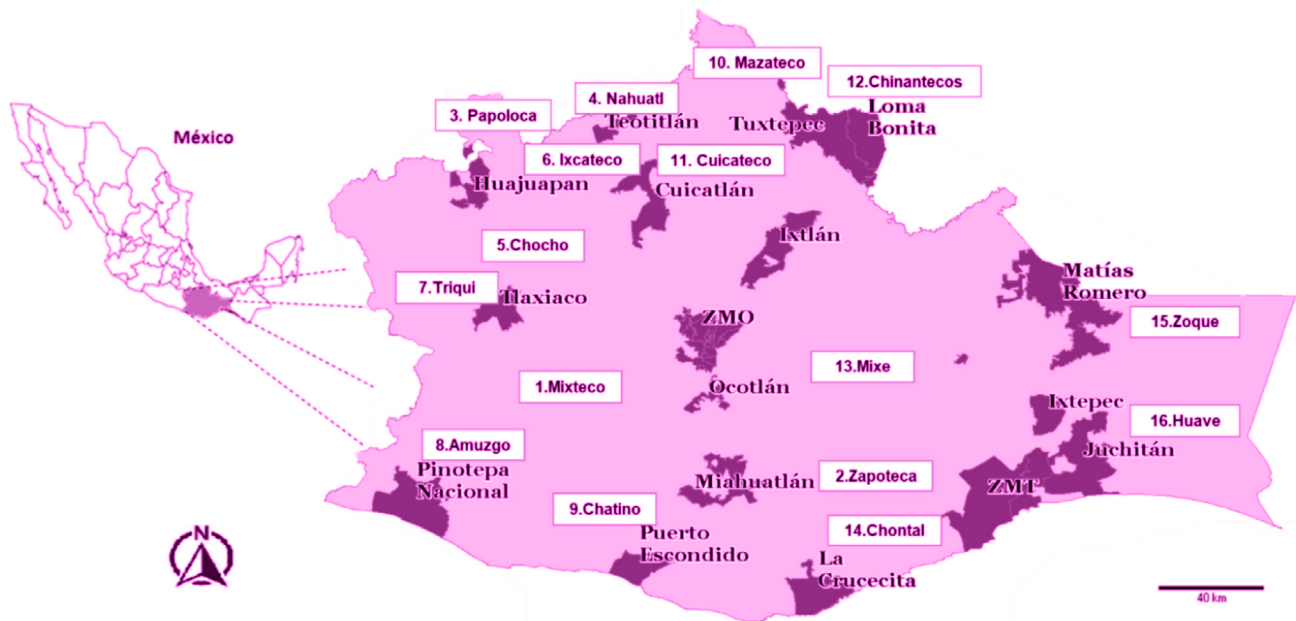 10. Mazateco
12.Chinantecos
4. Nahuatl
Loma
Bonita
3. Papoloca
Teotitlán
Tuxtepec
México
6. Ixcateco
11. Cuicateco
Huajuapan
Cuicatlán
Ixtlán
5.Chocho
Matías
Romero
7.Triqui
Tlaxiaco
ZMO
15.Zoque
13.Mixe
1.Mixteco
Ocotlán
Ixtepec
16.Huave
8.Amuzgo
Juchitán
Pinotepa
Nacional
Miahuatlán
2.Zapoteca
ZMT
9.Chatino
14.Chontal
Puerto
Escondido
N
La
Crucecita
40 km